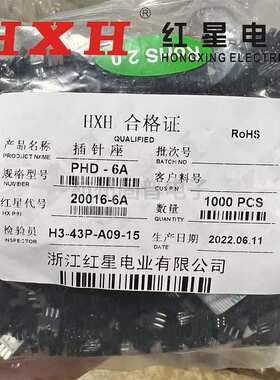 HXH 红星电
HONGXING ELECTRI
RoHS 2.0
HXH 合格证
QUALIFIED
RoHS
产品名称 插针座 批次号
PRODUCT NAME BATCH NO
规格型号 PHD - 6A 客户料号
NUMBER CUS P/N
红星代号 20016-6A 数量 1000 PCS
HX P/N QUANTITY
检验员 H3-43P-A09-15 生产日期 2022.06.11
INSPECTOR DATE
浙江红星电业有限公司